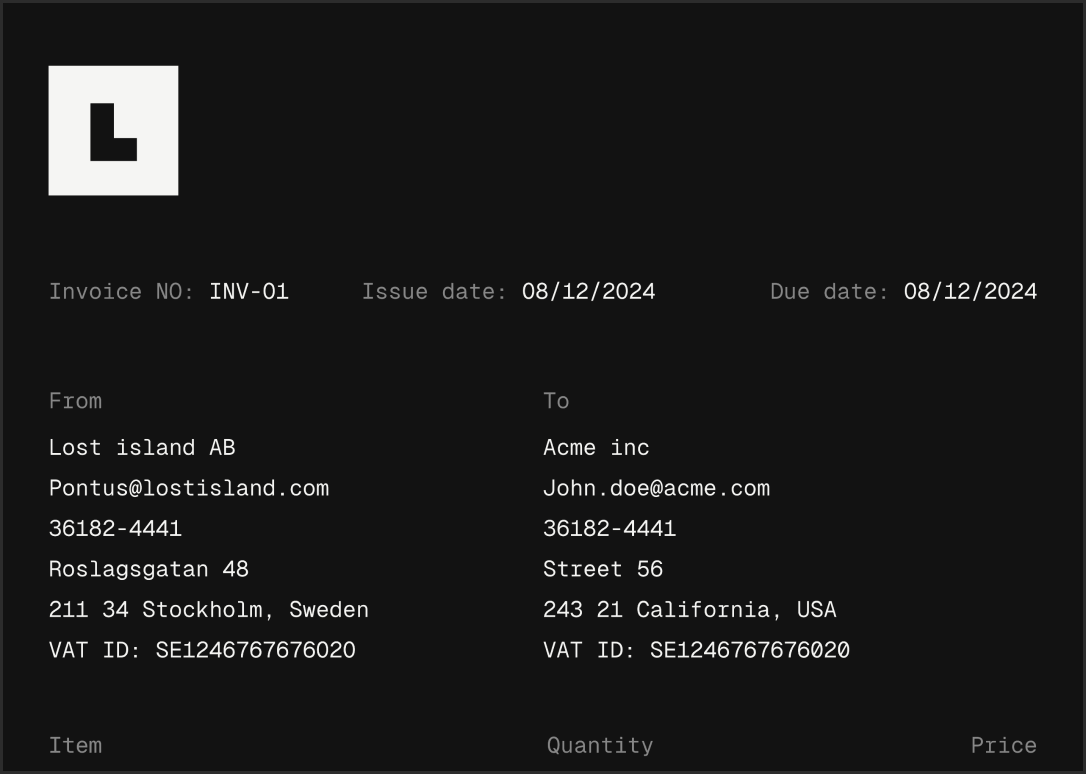 L
Invoice NO: INV-01 Issue date: 08/12/2024 Due date: 08/12/2024
From
Lost island AB
Pontus@lostisland.com
36182-4441
Roslagsgatan 48
211 34 Stockholm, Sweden
VAT ID: SE1246767676020
To
Acme inc
John.doe@acme.com
36182-4441
Street 56
243 21 California, USA
VAT ID: SE1246767676020
Item Quantity Price